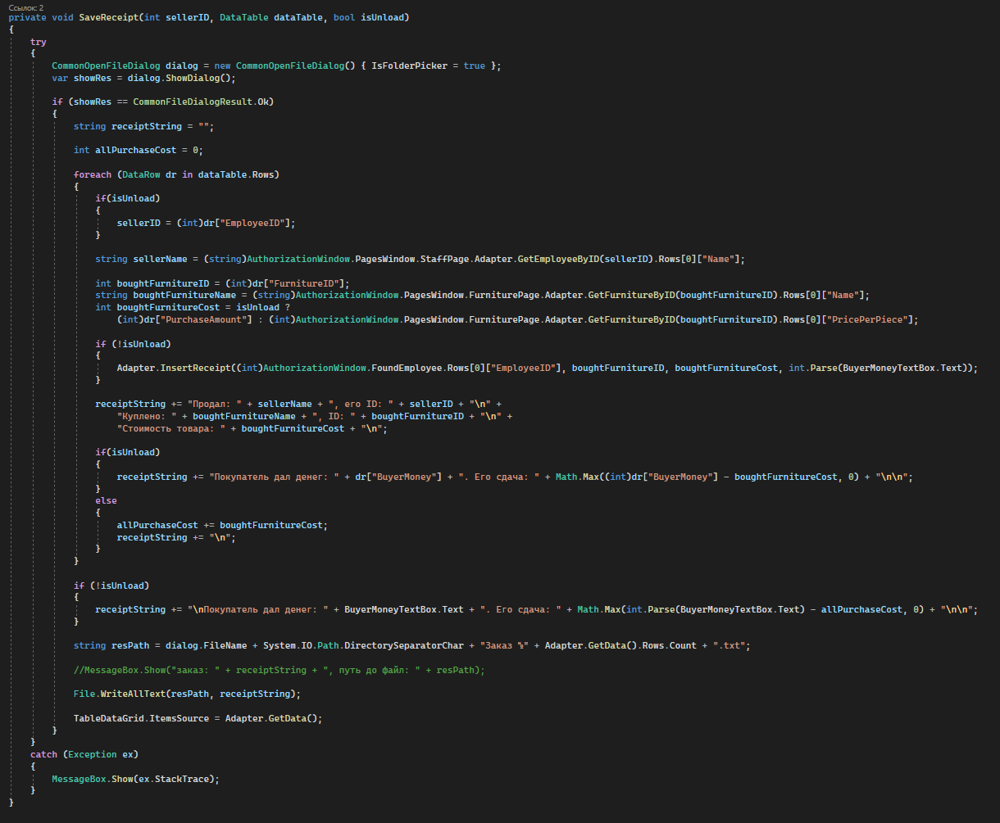 Ссылок: 2
private void SaveReceipt(int sellerID, DataTable dataTable, bool isUnload)
{
    try
    {
        CommonOpenFileDialog dialog = new CommonOpenFileDialog() { IsFolderPicker = true };
        var showRes = dialog.ShowDialog();

        if (showRes == CommonFileDialogResult.Ok)
        {
            string receiptString = "";

            int allPurchaseCost = 0;

            foreach (DataRow dr in dataTable.Rows)
            {
                if(isUnload)
                {
                    sellerID = (int)dr["EmployeeID"];
                }

                string sellerName = (string)AuthorizationWindow.PagesWindow.StaffPage.Adapter.GetEmployeeByID(sellerID).Rows[0]["Name"];

                int boughtFurnitureID = (int)dr["FurnitureID"];
                string boughtFurnitureName = (string)AuthorizationWindow.PagesWindow.FurniturePage.Adapter.GetFurnitureByID(boughtFurnitureID).Rows[0]["Name"];
                int boughtFurnitureCost = isUnload ?
                    (int)dr["PurchaseAmount"] : (int)AuthorizationWindow.PagesWindow.FurniturePage.Adapter.GetFurnitureByID(boughtFurnitureID).Rows[0]["PricePerPiece"];

                if (!isUnload)
                {
                    Adapter.InsertReceipt((int)AuthorizationWindow.FoundEmployee.Rows[0]["EmployeeID"], boughtFurnitureID, boughtFurnitureCost, int.Parse(BuyerMoneyTextBox.Text));
                }

                receiptString += "Продал: " + sellerName + ", его ID: " + sellerID + "\n" +
                    "Куплено: " + boughtFurnitureName + ", ID: " + boughtFurnitureID + "\n" +
                    "Стоимость товара: " + boughtFurnitureCost + "\n";

                if(isUnload)
                {
                    receiptString += "Покупатель дал денег: " + dr["BuyerMoney"] + ". Его сдача: " + Math.Max((int)dr["BuyerMoney"] - boughtFurnitureCost, 0) + "\n\n";
                }
                else
                {
                    allPurchaseCost += boughtFurnitureCost;
                    receiptString += "\n";
                }
            }

            if (!isUnload)
            {
                receiptString += "\nПокупатель дал денег: " + BuyerMoneyTextBox.Text + ". Его сдача: " + Math.Max(int.Parse(BuyerMoneyTextBox.Text) - allPurchaseCost, 0) + "\n\n";
            }

            string resPath = dialog.FileName + System.IO.Path.DirectorySeparatorChar + "Заказ №" + Adapter.GetData().Rows.Count + ".txt";

            //MessageBox.Show("заказ: " + receiptString + ", путь до файл: " + resPath);

            File.WriteAllText(resPath, receiptString);

            TableDataGrid.ItemsSource = Adapter.GetData();
        }
    }
    catch (Exception ex)
    {
        MessageBox.Show(ex.StackTrace);
    }
}